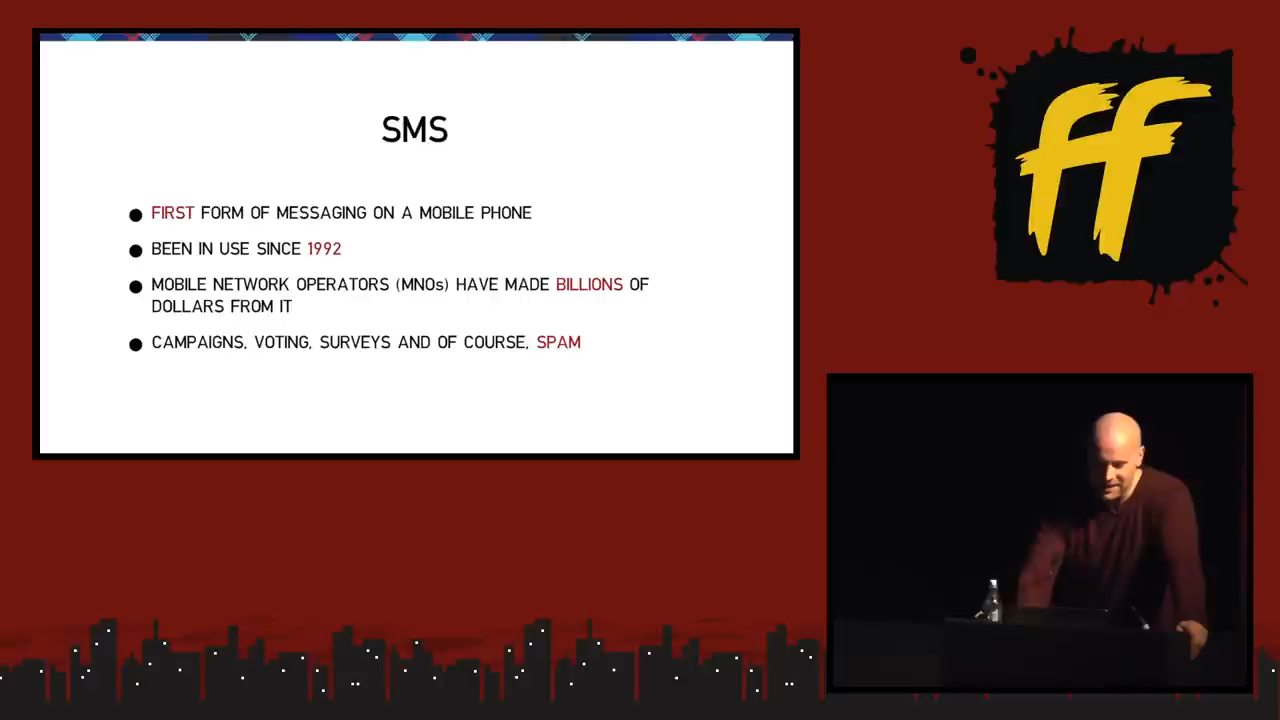 SMS
FIRST FORM OF MESSAGING ON A MOBILE PHONE
BEEN IN USE SINCE 1992
MOBILE NETWORK OPERATORS (MNOs) HAVE MADE BILLIONS OF
DOLLARS FROM IT
CAMPAIGNS, VOTING, SURVEYS AND OF COURSE, SPAM
ff